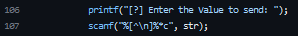 106 printf("[?] Enter the Value to send: ");
107 scanf("%[^\n]%*c", str);